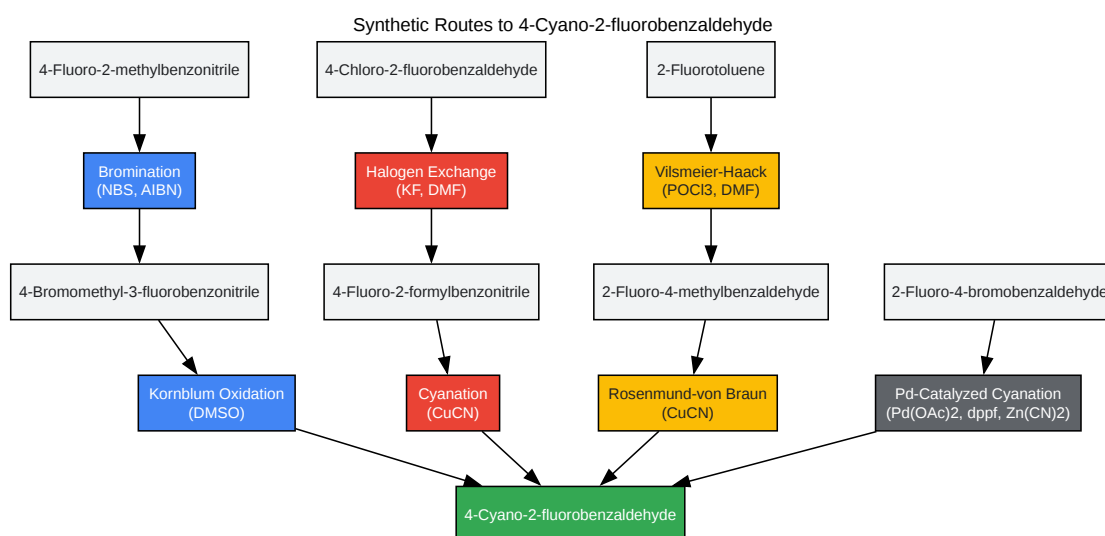 Synthetic Routes to 4-Cyano-2-fluorobenzaldehyde
4-Fluoro-2-methylbenzonitrile
4-Chloro-2-fluorobenzaldehyde
2-Fluorotoluene
Bromination
(NBS, AIBN)
Halogen Exchange
(KF, DMF)
Vilsmeier-Haack
(POCl3, DMF)
4-Bromomethyl-3-fluorobenzonitrile
4-Fluoro-2-formylbenzonitrile
2-Fluoro-4-methylbenzaldehyde
2-Fluoro-4-bromobenzaldehyde
Kornblum Oxidation
(DMSO)
Cyanation
(CuCN)
Rosenmund-von Braun
(CuCN)
Pd-Catalyzed Cyanation
(Pd(OAc)2, dppf, Zn(CN)2)
4-Cyano-2-fluorobenzaldehyde